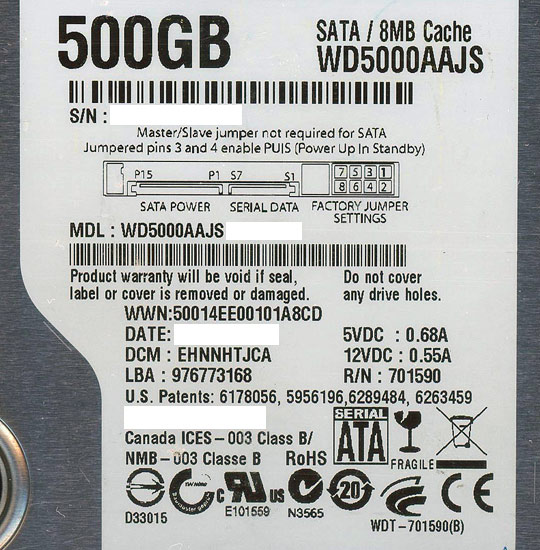 500GB
SATA / 8MB Cache
WD5000AAJS
S/N :
Master/Slave jumper not required for SATA
Jumpered pins 3 and 4 enable PUIS (Power Up In Standby)
P15 P1 S7 S1 7 5 3 1
8 6 4 2
SATA POWER SERIAL DATA FACTORY JUMPER
SETTINGS
MDL : WD5000AAJS
Product warranty will be void if seal,
label or cover is removed or damaged.
Do not cover
any drive holes.
WWN:50014EE00101A8CD
DATE:
5VDC : 0.68A
DCM : EHNNHTJCA
12VDC : 0.55A
LBA : 976773168
R/N : 701590
U.S. Patents: 6178056, 5956196,6289484, 6263459
Canada ICES-003 Class B/
NMB-003 Classe B RoHS
SERIAL
ATA
FRAGILE
D33015
c US
E101559
N3565
20
CE
WDT-701590(B)